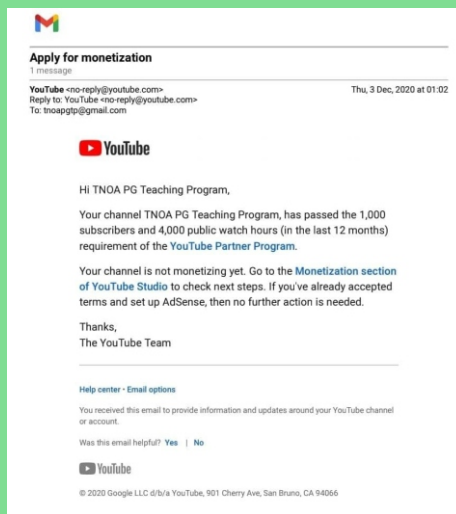 Apply for monetization
1 message
YouTube <no-reply@youtube.com>
Thu, 3 Dec, 2020 at 01:02
Reply to: YouTube <no-reply@youtube.com>
To: tnoapgtp@gmail.com
YouTube
Hi TNOA PG Teaching Program,
Your channel TNOA PG Teaching Program, has passed the 1,000
subscribers and 4,000 public watch hours (in the last 12 months)
requirement of the YouTube Partner Program.
Your channel is not monetizing yet. Go to the Monetization section
of YouTube Studio to check next steps. If you've already accepted
terms and set up AdSense, then no further action is needed.
Thanks,
The YouTube Team
Help center • Email options
You received this email to provide information and updates around your YouTube channel
or account.
Was this email helpful? Yes | No
YouTube
© 2020 Google LLC d/b/a YouTube, 901 Cherry Ave, San Bruno, CA 94066